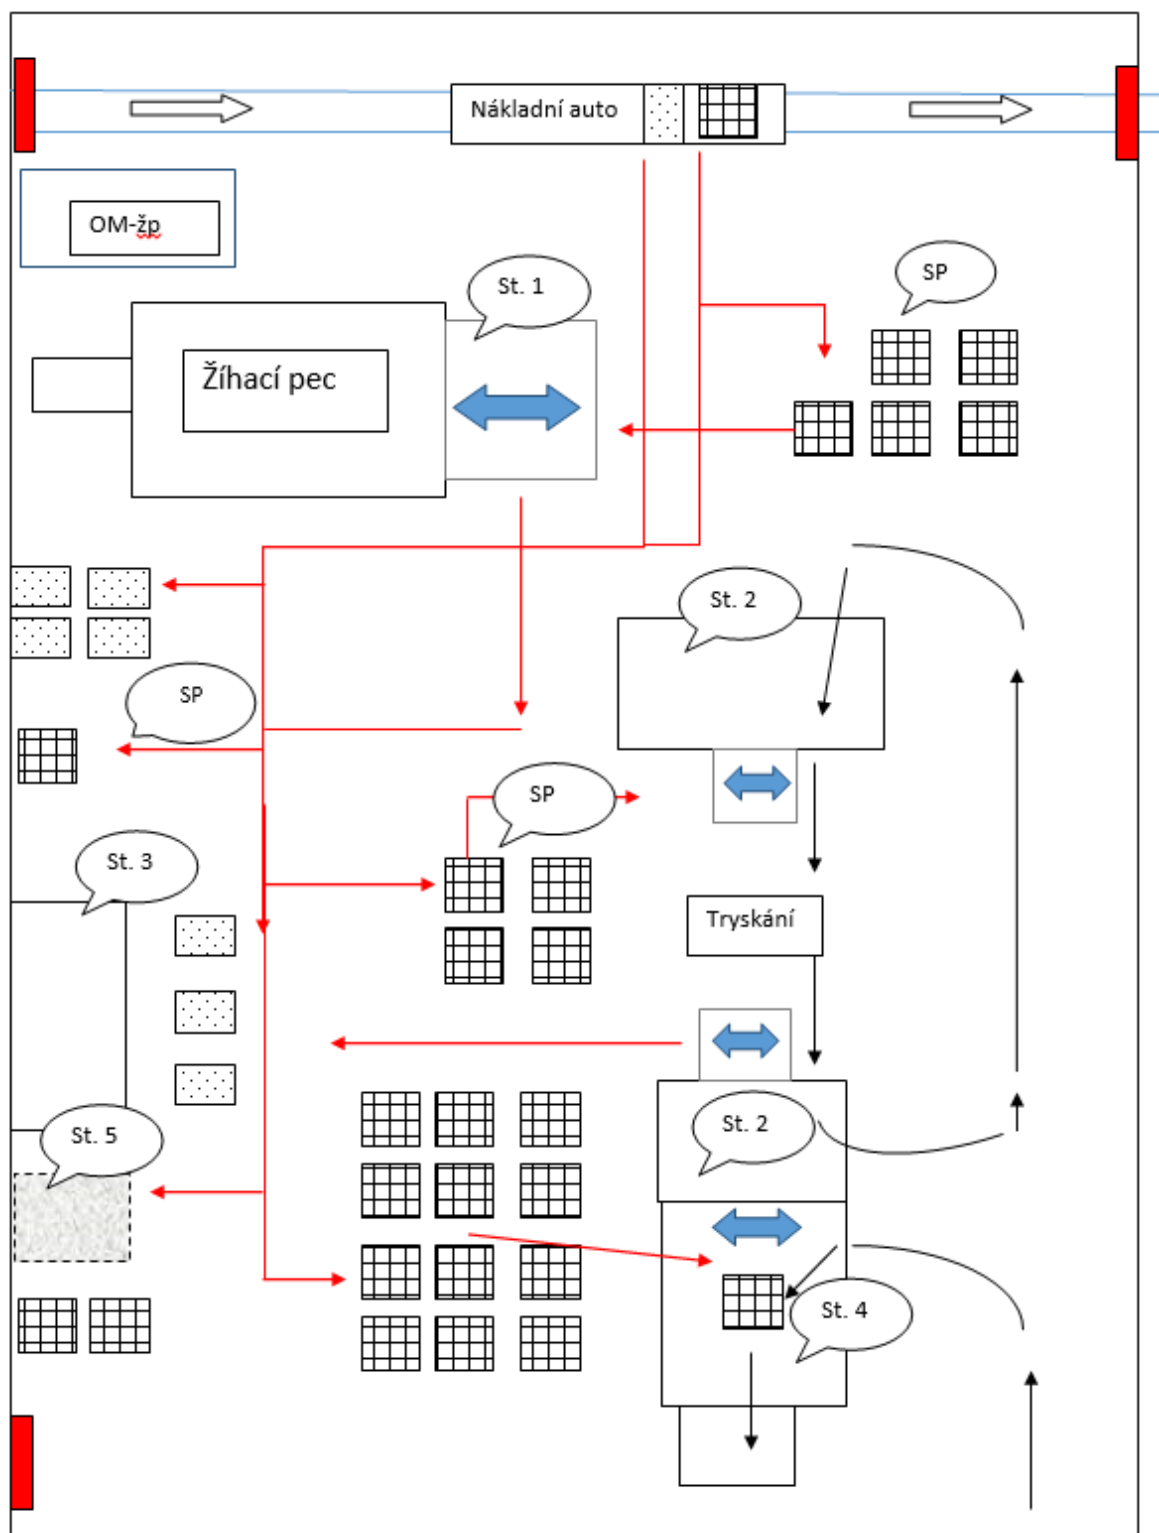 Nákladní auto
OM-žp
St. 1
SP
Žíhací pec
St. 2
SP
SP
St. 3
Tryskání
St. 2
St. 5
St. 4